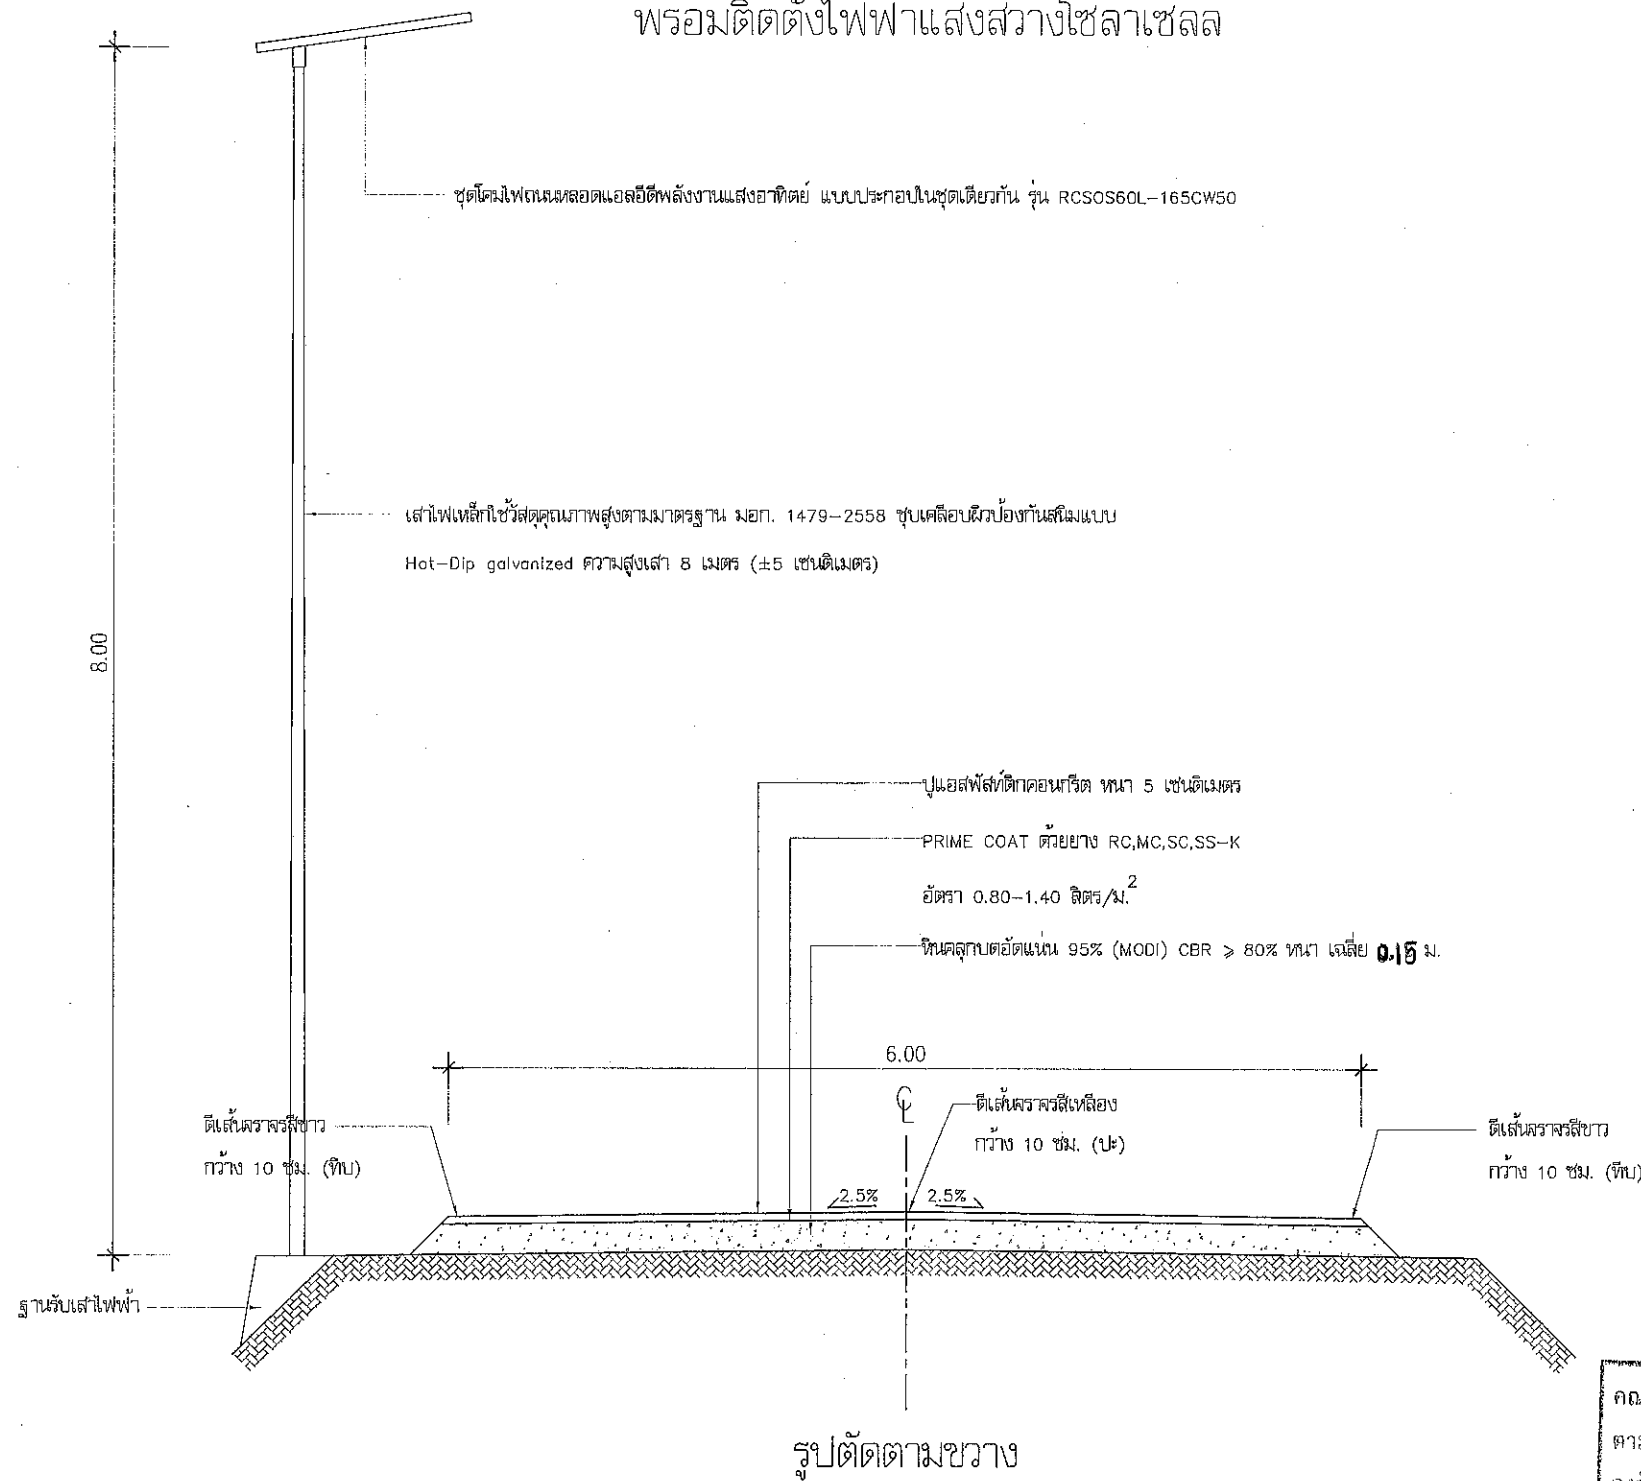 พร้อมติดตั้งไฟฟ้าแสงสว่างโซลาเซลล์
ชุดโคมไฟถนนหลอดแอลอีดีพลังงานแสงอาทิตย์ แบบประกอบในชุดเดียวกัน รุ่น RCSOS60L-165CW50
เสาไฟเหล็กใช้วัสดุคุณภาพสูงตามมาตรฐาน มอก. 1479-2558 ชุบเคลือบผิวป้องกันสนิมแบบ
Hot-Dip galvanized ความสูงเสา 8 เมตร (±5 เซนติเมตร)
8.00
ปูแอสฟัสท์ติกคอนกรีต หนา 5 เซนติเมตร
PRIME COAT ด้วยยาง RC,MC,SC,SS-K
อัตรา 0.80-1.40 ลิตร/ม.²
หินคลุกบดอัดแน่น 95% (MODI) CBR ⩾ 80% หนา เฉลี่ย 0.15 ม.
6.00
ตีเส้นจราจรสีขาว
กว้าง 10 ซม. (ทึบ)
ตีเส้นจราจรสีเหลือง
กว้าง 10 ซม. (ปะ)
ตีเส้นจราจรสีขาว
กว้าง 10 ซม. (ทึบ)
2.5% 2.5%
ฐานรับเสาไฟฟ้า
รูปตัดตามขวาง